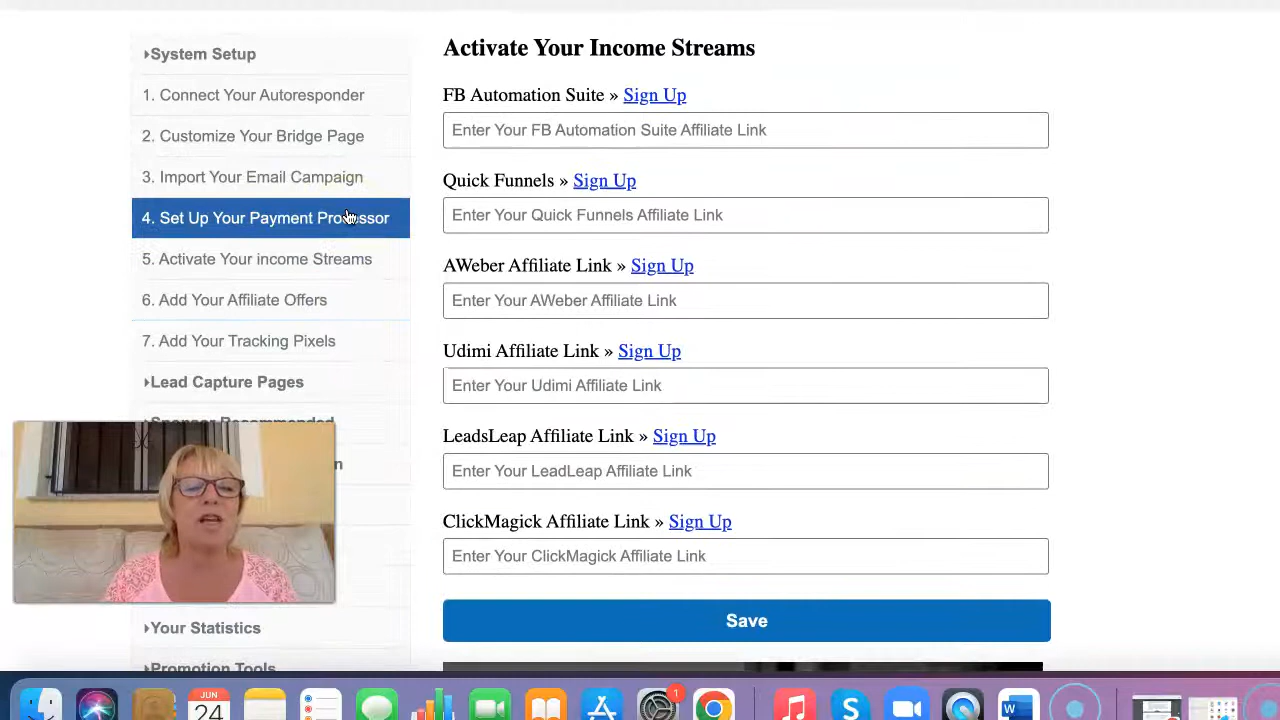 System Setup
1. Connect Your Autoresponder
2. Customize Your Bridge Page
3. Import Your Email Campaign
4. Set Up Your Payment Processor
5. Activate Your income Streams
6. Add Your Affiliate Offers
7. Add Your Tracking Pixels
Lead Capture Pages
Sponsor Recommended
Your Statistics
Promotion Tools
Activate Your Income Streams
FB Automation Suite » Sign Up
Enter Your FB Automation Suite Affiliate Link
Quick Funnels » Sign Up
Enter Your Quick Funnels Affiliate Link
AWeber Affiliate Link » Sign Up
Enter Your AWeber Affiliate Link
Udimi Affiliate Link » Sign Up
Enter Your Udimi Affiliate Link
LeadsLeap Affiliate Link » Sign Up
Enter Your LeadLeap Affiliate Link
ClickMagick Affiliate Link » Sign Up
Enter Your ClickMagick Affiliate Link
Save
JUN
24
1